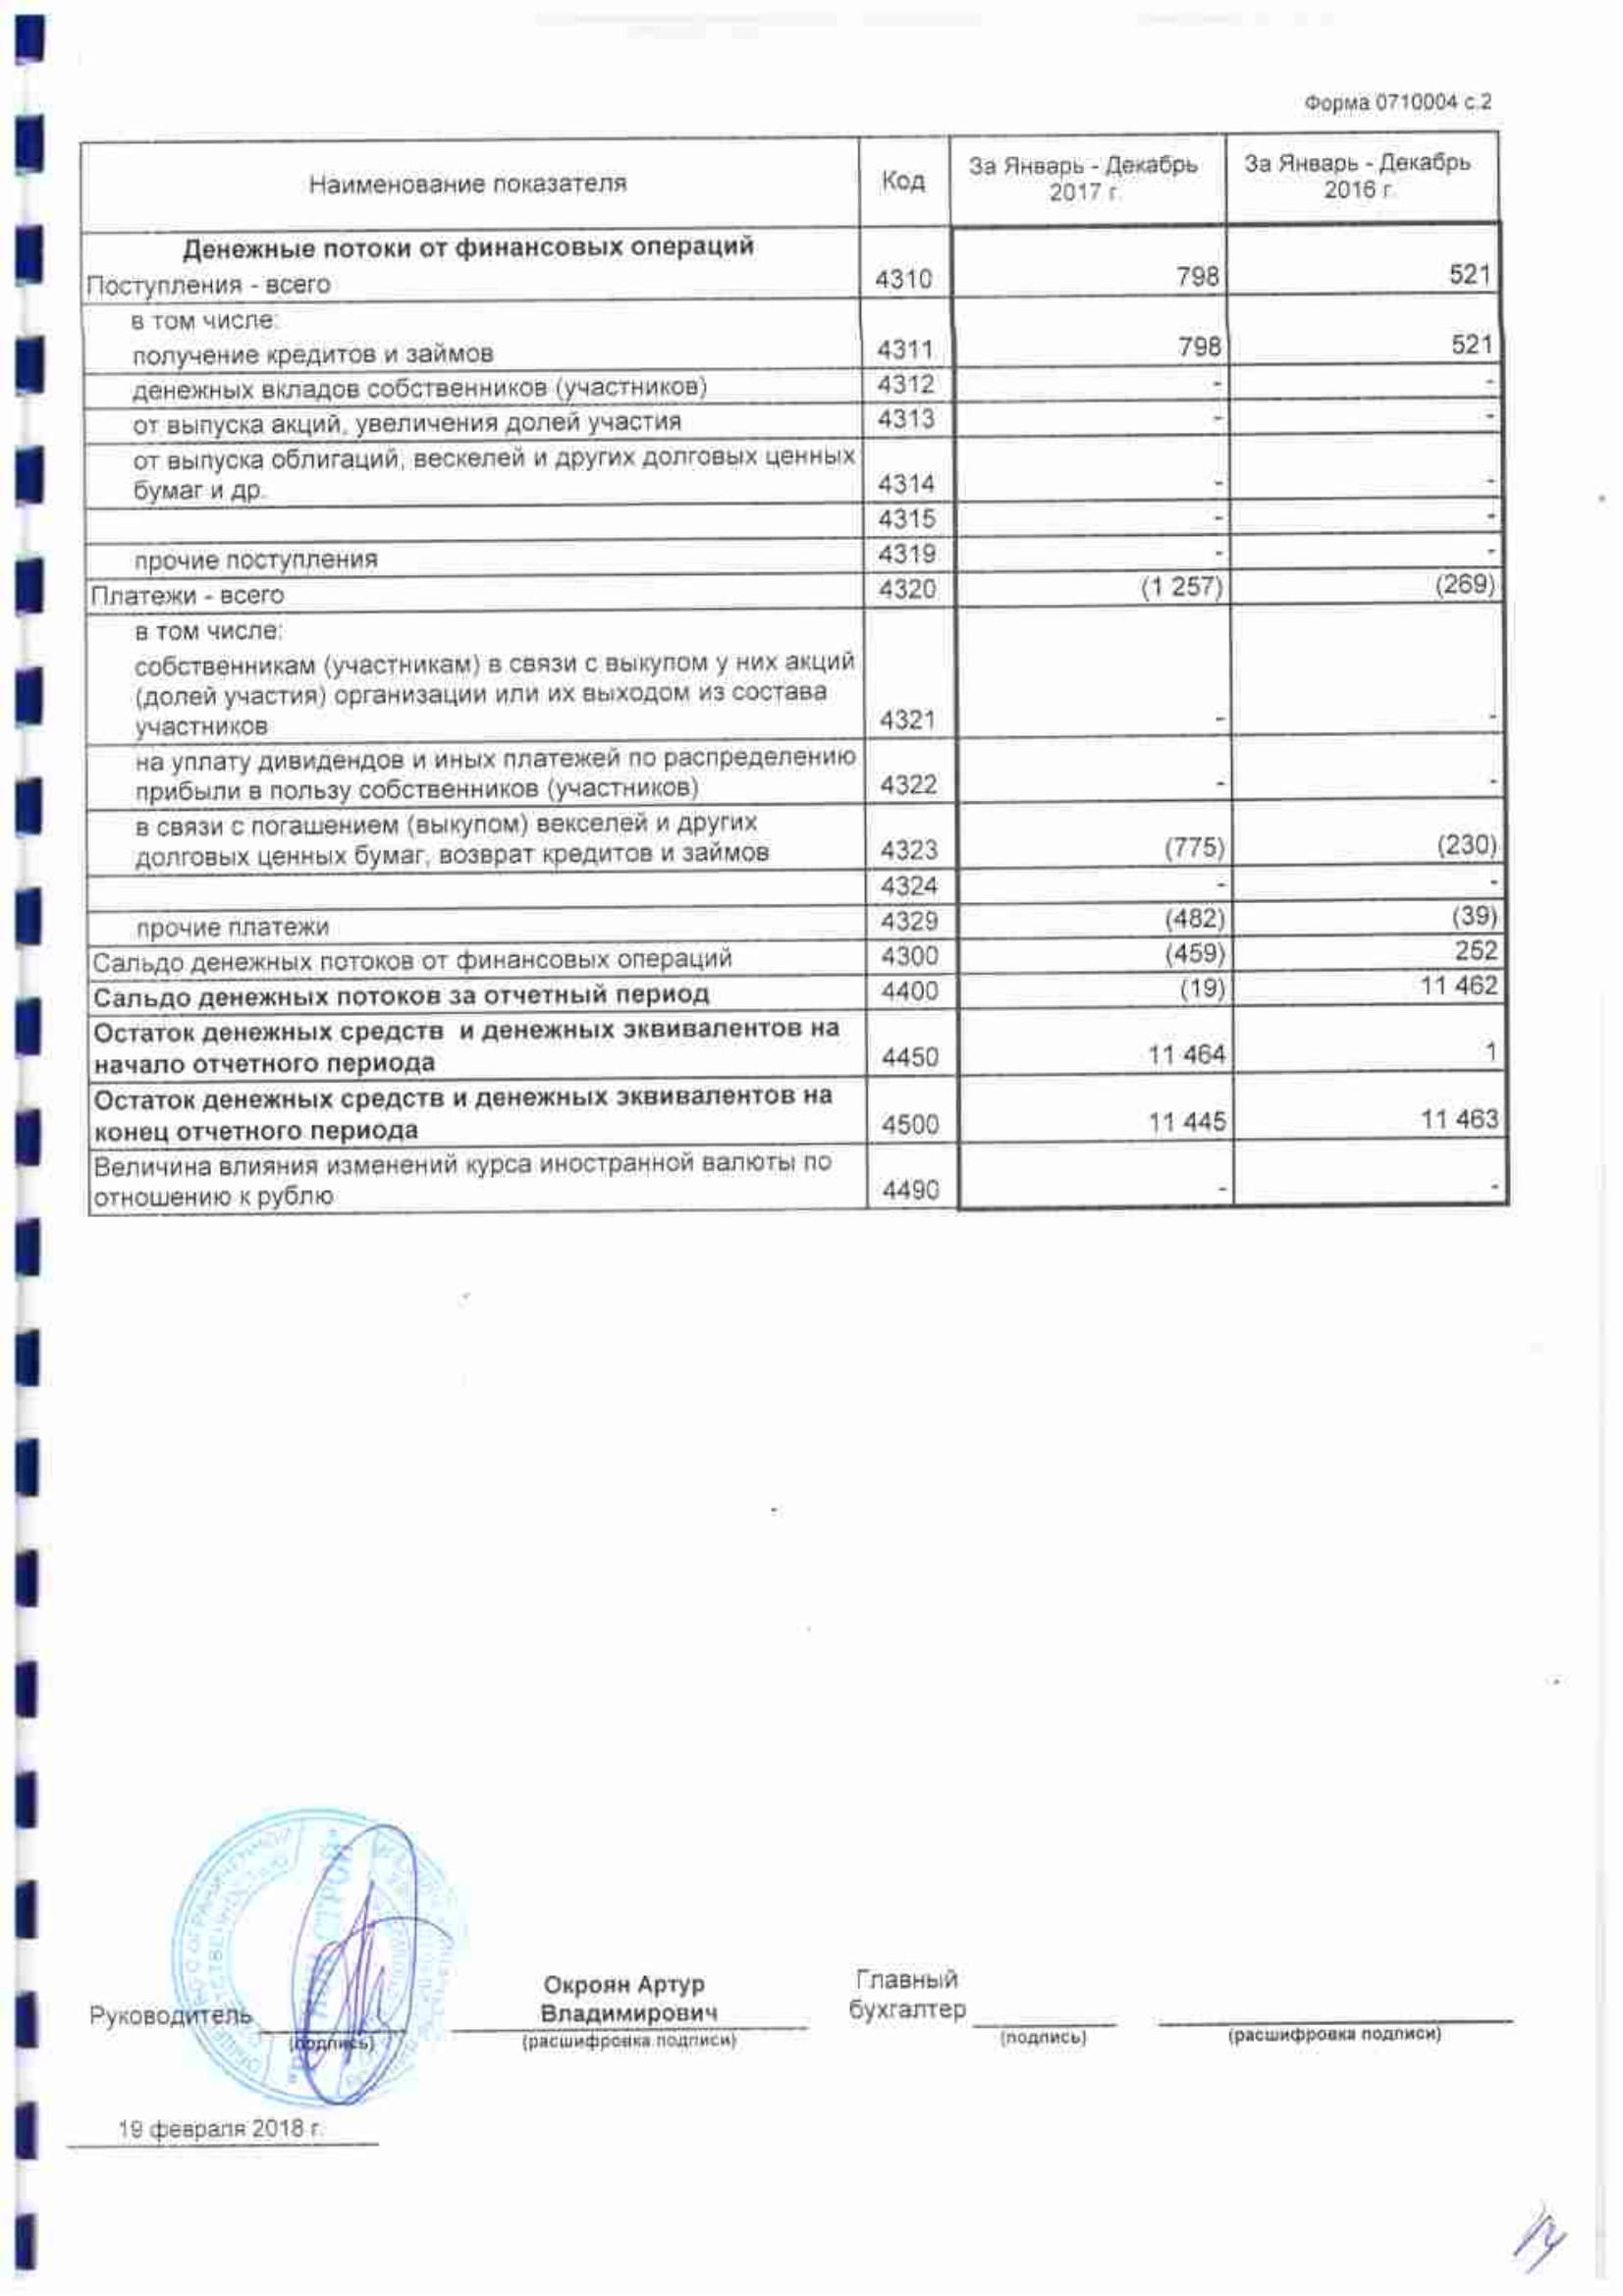 Форма 0710004 с.2
Наименование показателя Код За Январь - Декабрь 2017 г. За Январь - Декабрь 2016 г.
Денежные потоки от финансовых операций
Поступления - всего 4310 798 521
в том числе:
получение кредитов и займов 4311 798 521
денежных вкладов собственников (участников) 4312 - -
от выпуска акций, увеличения долей участия 4313 - -
от выпуска облигаций, вескелей и других долговых ценных
бумаг и др. 4314 - -
4315 - -
прочие поступления 4319 - -
Платежи - всего 4320 (1 257) (269)
в том числе:
собственникам (участникам) в связи с выкупом у них акций
(долей участия) организации или их выходом из состава
участников 4321 - -
на уплату дивидендов и иных платежей по распределению
прибыли в пользу собственников (участников) 4322 - -
в связи с погашением (выкупом) векселей и других
долговых ценных бумаг, возврат кредитов и займов 4323 (775) (230)
4324 - -
прочие платежи 4329 (482) (39)
Сальдо денежных потоков от финансовых операций 4300 (459) 252
Сальдо денежных потоков за отчетный период 4400 (19) 11 462
Остаток денежных средств и денежных эквивалентов на
начало отчетного периода 4450 11 464 1
Остаток денежных средств и денежных эквивалентов на
конец отчетного периода 4500 11 445 11 463
Величина влияния изменений курса иностранной валюты по
отношению к рублю 4490 - -
Окроян Артур Главный
Руководитель Владимирович бухгалтер
(подпись) (расшифровка подписи) (подпись) (расшифровка подписи)
19 февраля 2018 г.